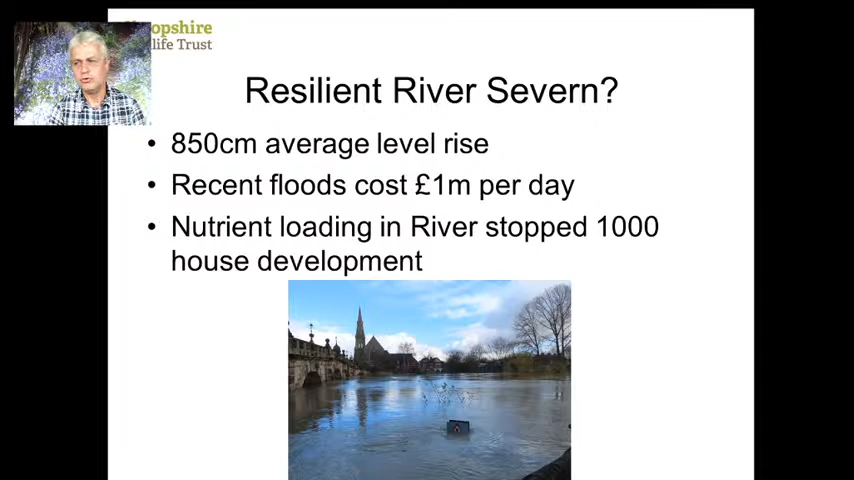 opshire
life Trust
Resilient River Severn?
• 850cm average level rise
• Recent floods cost £1m per day
• Nutrient loading in River stopped 1000
house development